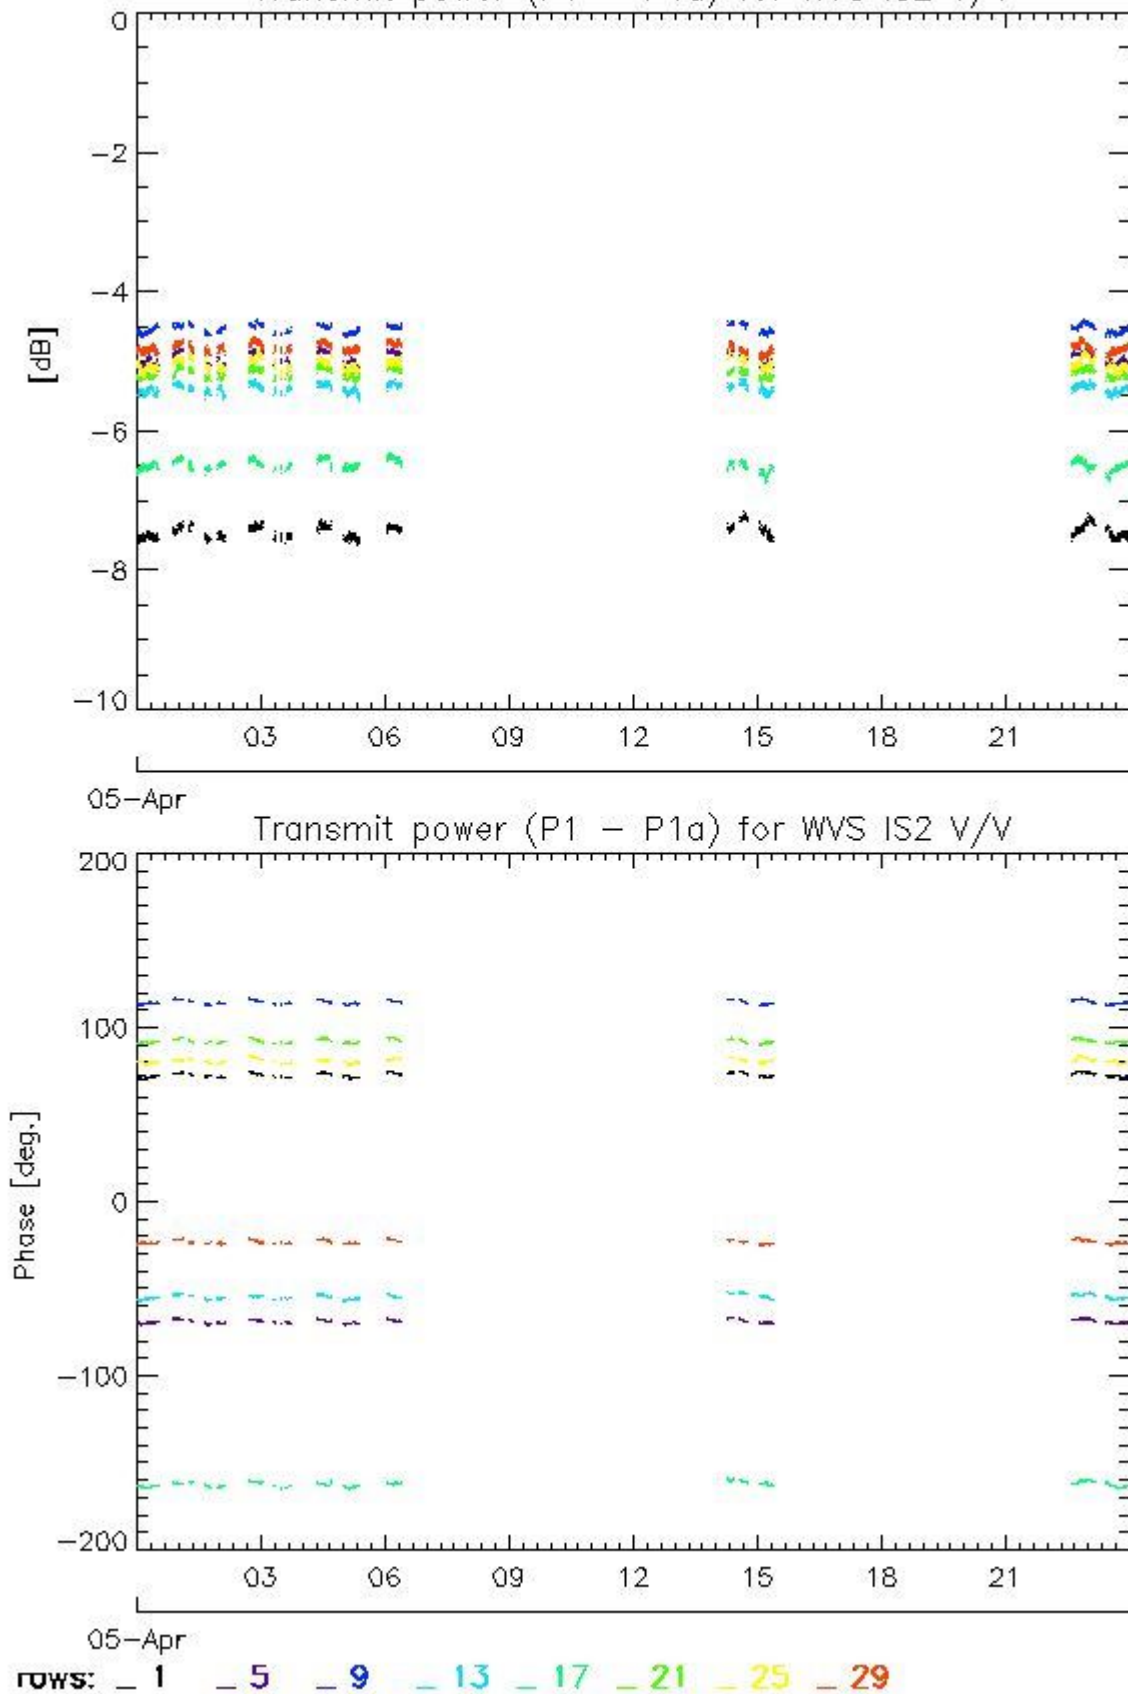 0
−2
−4
[dB]
−6
−8
−10
03 06 09 12 15 18 21
05−Apr
Transmit power (P1 − P1a) for WVS IS2 V/V
200
100
Phase [deg.]
0
−100
−200
03 06 09 12 15 18 21
05−Apr
rows: _ 1 _ 5 _ 9 _ 13 _ 17 _ 21 _ 25 _ 29